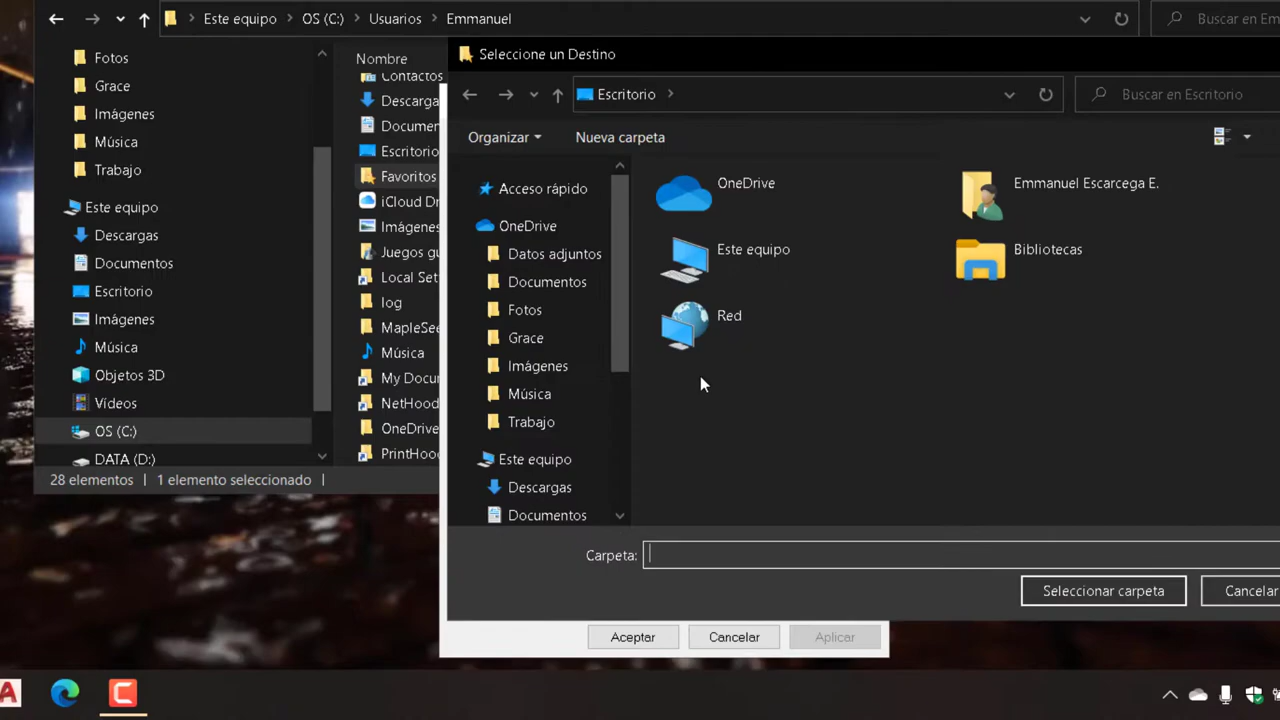 Este equipo > OS (C:) > Usuarios > Emmanuel
Buscar en Em
Fotos
Grace
Imágenes
Música
Trabajo
Este equipo
Descargas
Documentos
Escritorio
Imágenes
Música
Objetos 3D
Vídeos
OS (C:)
DATA (D:)
28 elementos
1 elemento seleccionado
Nombre
Contactos
Descarga
Documen
Escritorio
Favoritos
iCloud Dr
Imágenes
Juegos gu
Local Set
log
MapleSee
Música
My Docu
NetHood
OneDrive
PrintHoo
Seleccione un Destino
Escritorio >
Buscar en Escritorio
Organizar
Nueva carpeta
Acceso rápido
OneDrive
Datos adjuntos
Documentos
Fotos
Grace
Imágenes
Música
Trabajo
Este equipo
Descargas
Documentos
OneDrive
Emmanuel Escarcega E.
Este equipo
Bibliotecas
Red
Carpeta:
Seleccionar carpeta
Cancelar
Aceptar
Cancelar
Aplicar